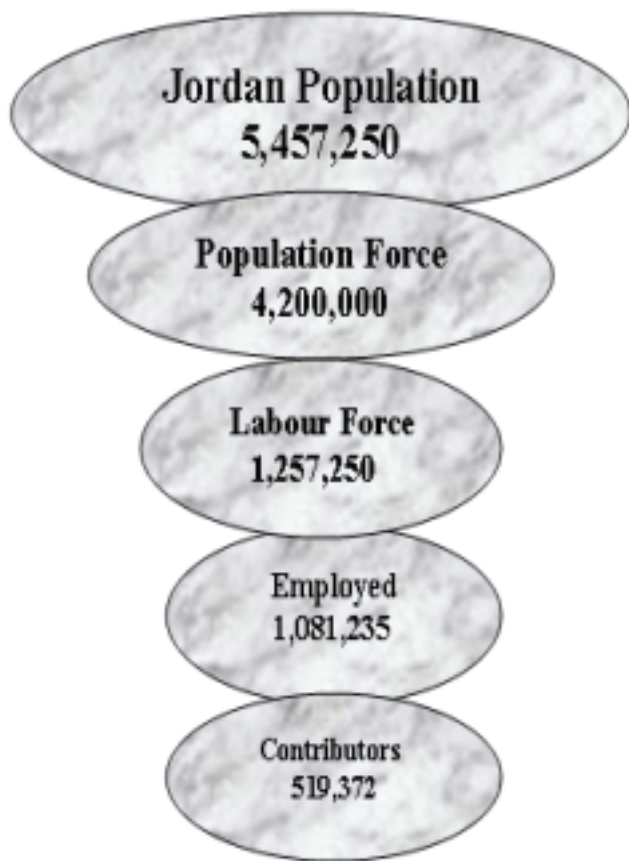 Jordan Population
5,457,250
Population Force
4,200,000
Labour Force
1,257,250
Employed
1,081,235
Contributors
519,372